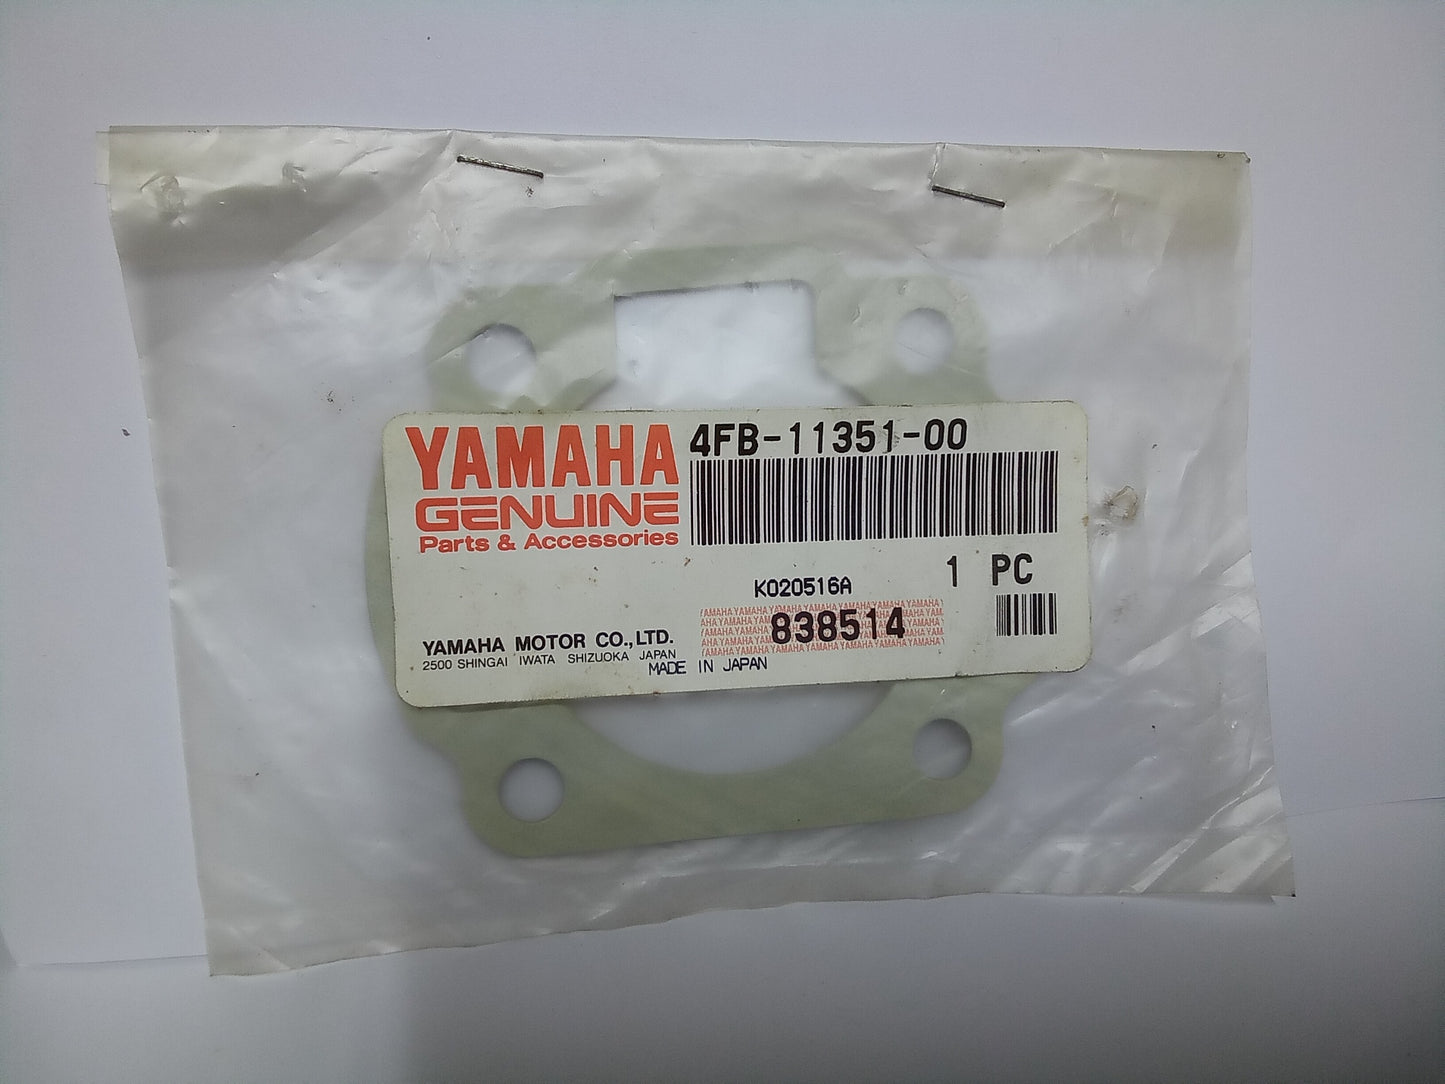 YAMAHA
GENUINE
Parts & Accessories
4FB-11351-00
1 PC
K020516A
838514
YAMAHA MOTOR CO.,LTD.
2500 SHINGAI IWATA SHIZUOKA JAPAN
MADE IN JAPAN